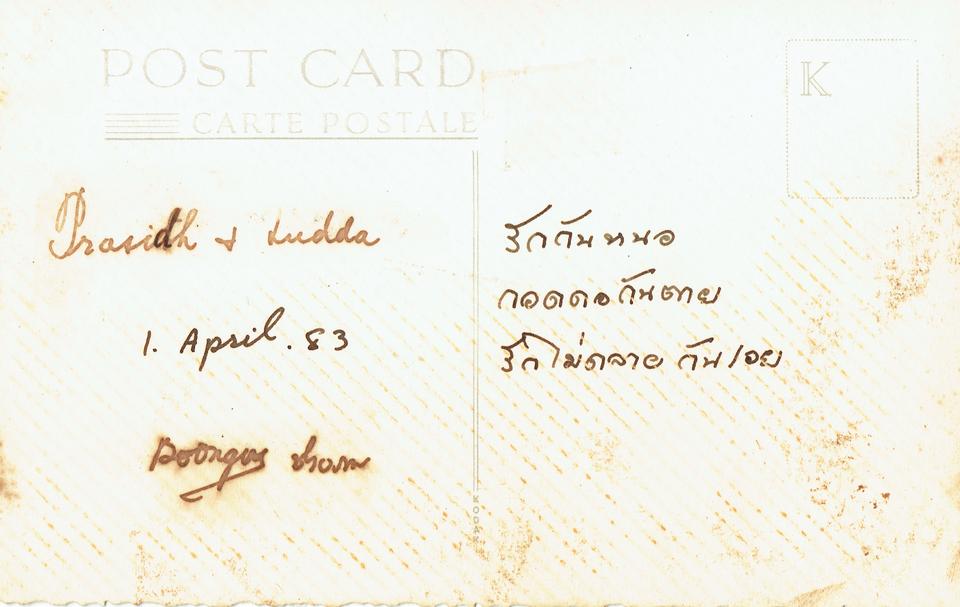 POST CARD
CARTE POSTALE
K
Prasidh & Ludda
1. April. 83
รักกันหนอ
กอดคอกันตาย
รักไม่คลาย กันเอย
KODAK